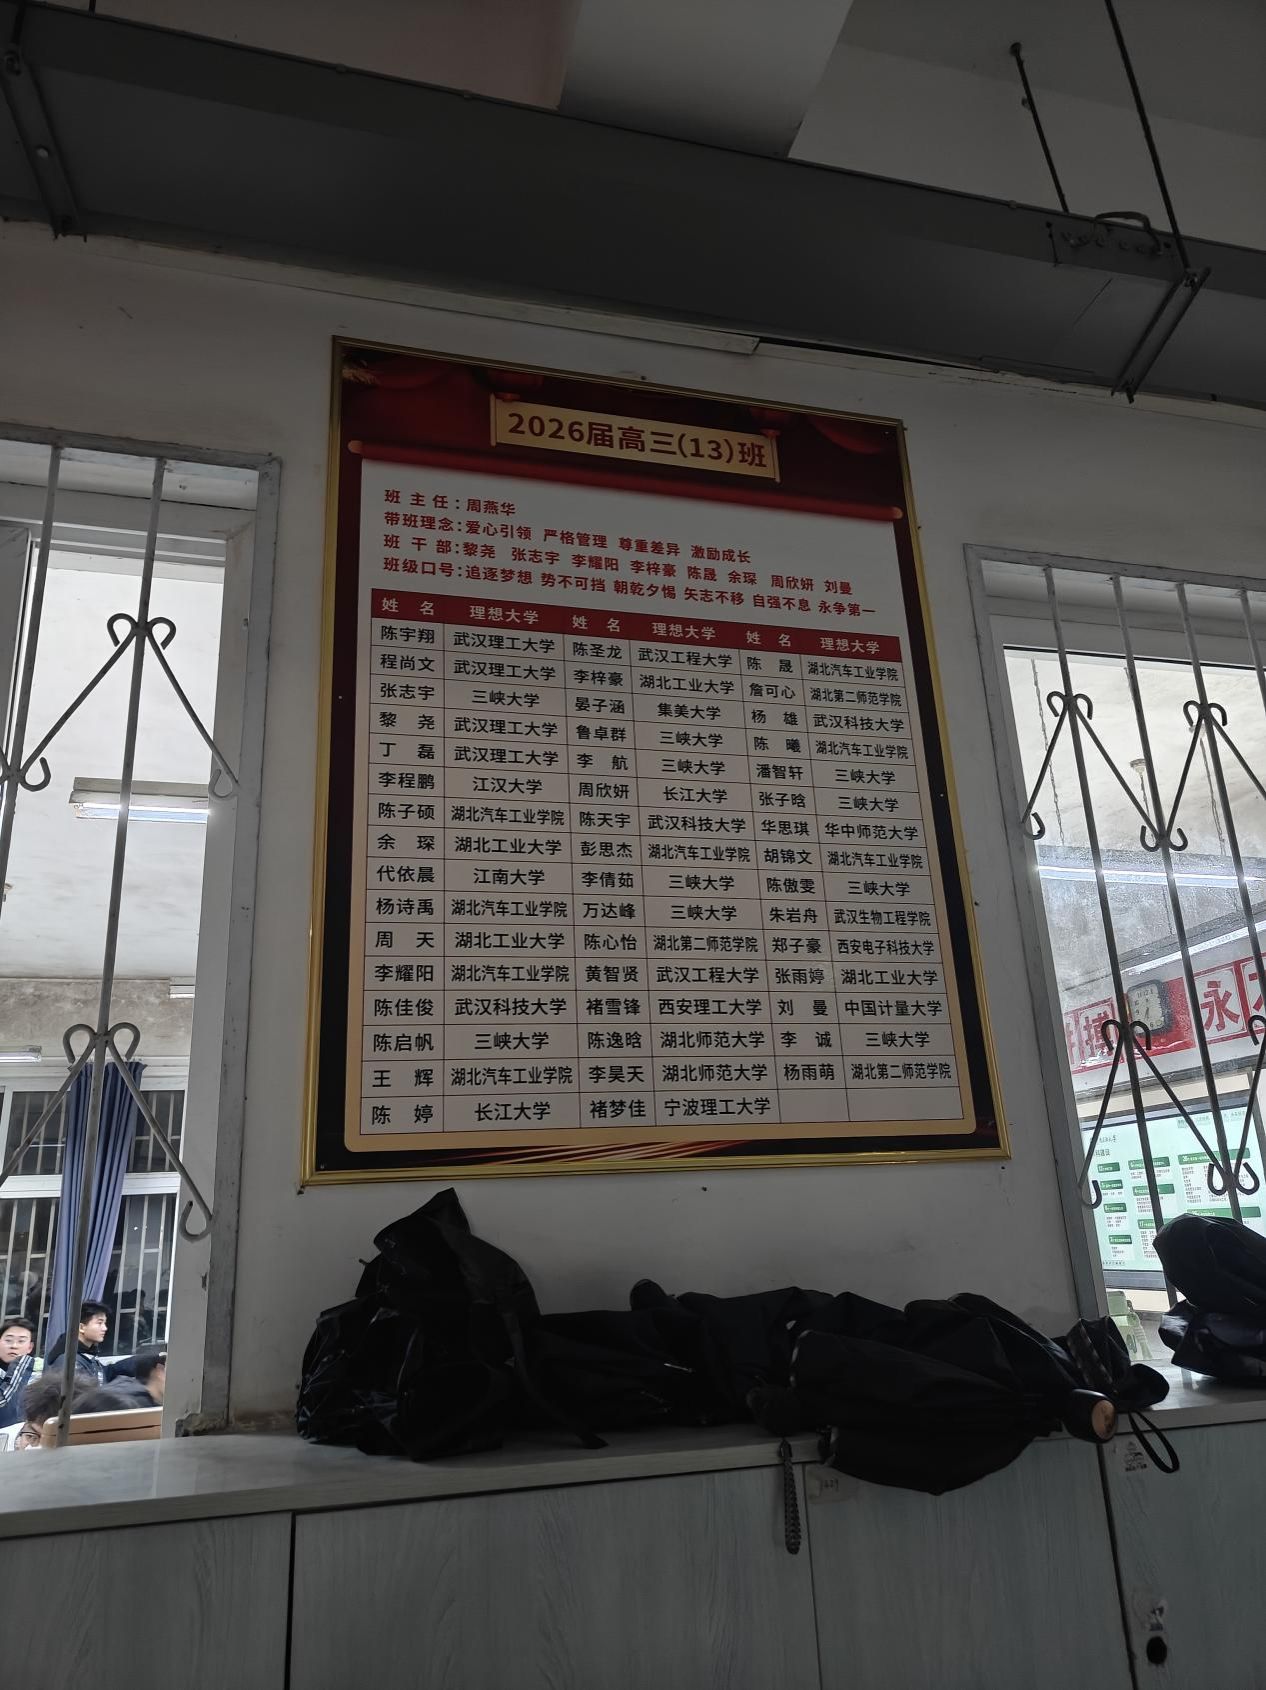 2026届高三(13)班
班 主 任：周燕华
带班理念：爱心引领 严格管理 尊重差异 激励成长
班 干 部：黎尧 张志宇 李耀阳 李梓豪 陈晟 余琛 周欣妍 刘曼
班级口号：追逐梦想 势不可挡 朝乾夕惕 矢志不移 自强不息 永争第一
姓 名 理想大学 姓 名 理想大学 姓 名 理想大学
陈宇翔 武汉理工大学 陈圣龙 武汉工程大学 陈 晟 湖北汽车工业学院
程尚文 武汉理工大学 李梓豪 湖北工业大学 詹可心 湖北第二师范学院
张志宇 三峡大学 晏子涵 集美大学 杨 雄 武汉科技大学
黎 尧 武汉理工大学 鲁卓群 三峡大学 陈 曦 湖北汽车工业学院
丁 磊 武汉理工大学 李 航 三峡大学 潘智轩 三峡大学
李程鹏 江汉大学 周欣妍 长江大学 张子晗 三峡大学
陈子硕 湖北汽车工业学院 陈天宇 武汉科技大学 华思琪 华中师范大学
余 琛 湖北工业大学 彭思杰 湖北汽车工业学院 胡锦文 湖北汽车工业学院
代依晨 江南大学 李倩茹 三峡大学 陈傲雯 三峡大学
杨诗禹 湖北汽车工业学院 万达峰 三峡大学 朱岩舟 武汉生物工程学院
周 天 湖北工业大学 陈心怡 湖北第二师范学院 郑子豪 西安电子科技大学
李耀阳 湖北汽车工业学院 黄智贤 武汉工程大学 张雨婷 湖北工业大学
陈佳俊 武汉科技大学 褚雪锋 西安理工大学 刘 曼 中国计量大学
陈启帆 三峡大学 陈逸晗 湖北师范大学 李 诚 三峡大学
王 辉 湖北汽车工业学院 李昊天 湖北师范大学 杨雨萌 湖北第二师范学院
陈 婷 长江大学 褚梦佳 宁波理工大学
搏 永